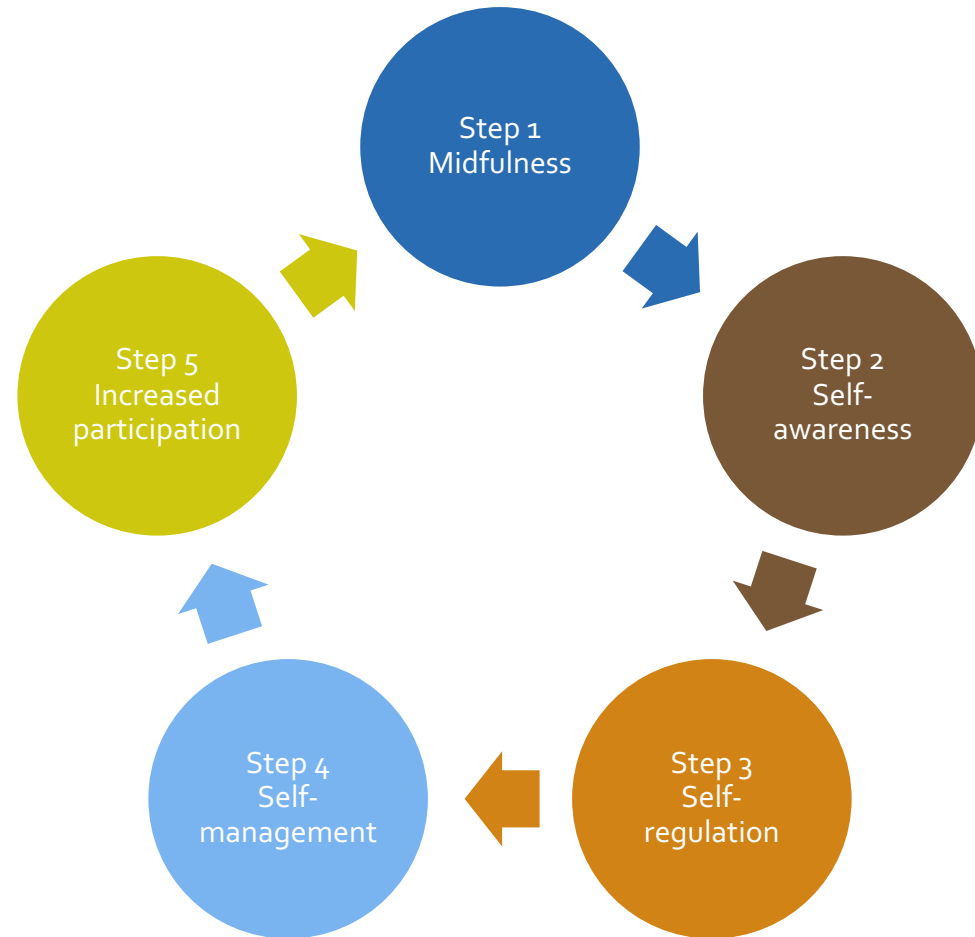 Step 1
Midfulness
Step 2
Self-
awareness
Step 3
Self-
regulation
Step 4
Self-
management
Step 5
Increased
participation